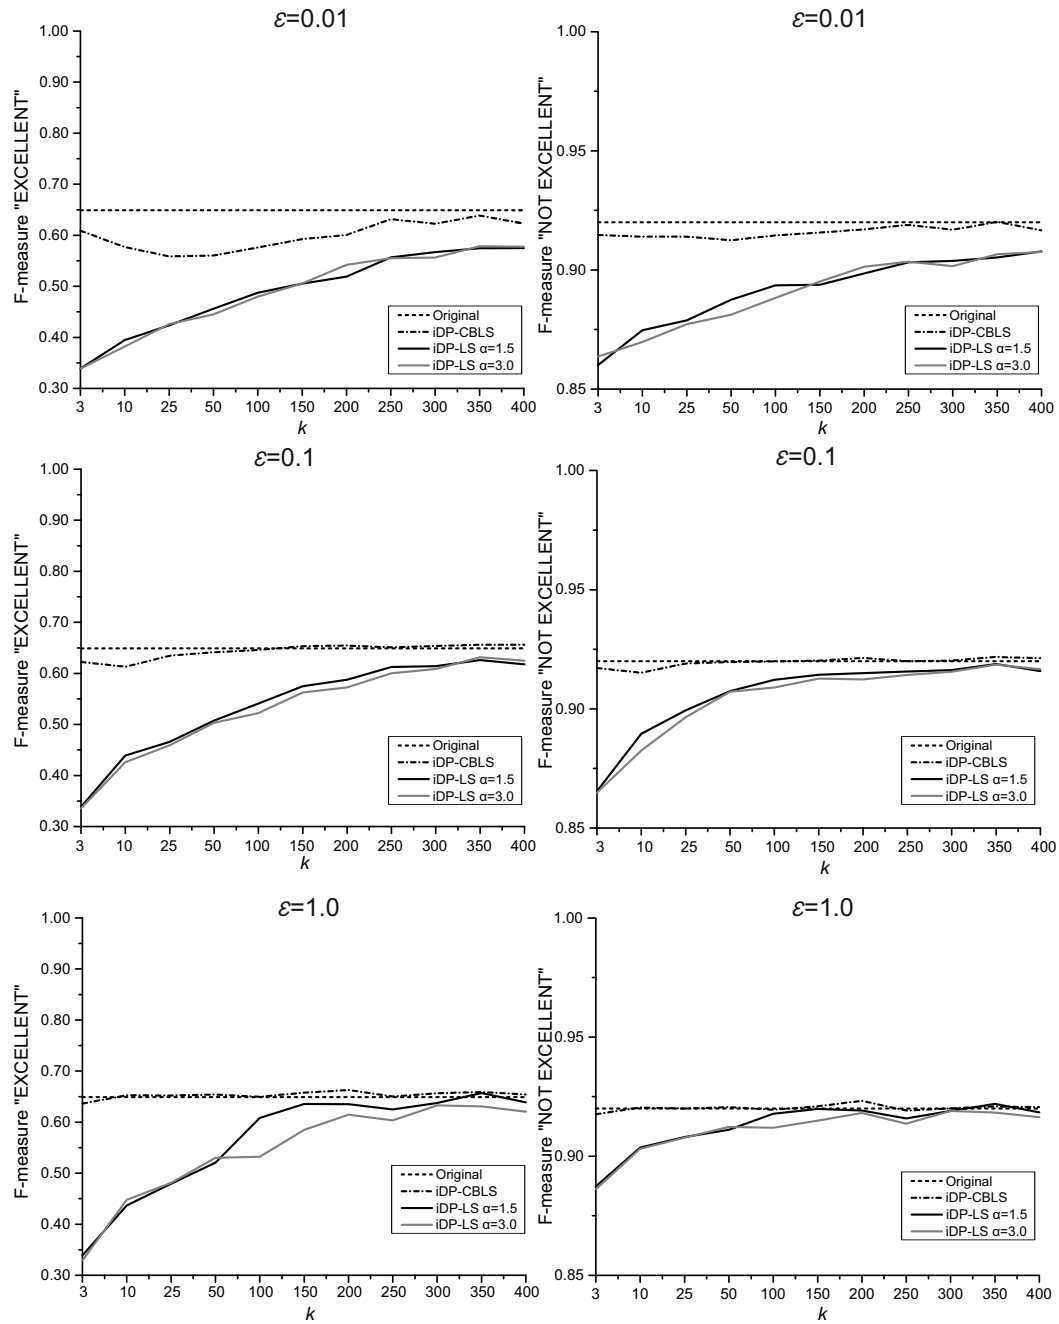 ε=0.01
F-measure "EXCELLENT"
1.00
0.90
0.80
0.70
0.60
0.50
0.40
0.30
Original
iDP-CBLS
iDP-LS α=1.5
iDP-LS α=3.0
3 10 25 50 100 150 200 250 300 350 400
k
ε=0.01
F-measure "NOT EXCELLENT"
1.00
0.95
0.90
0.85
Original
iDP-CBLS
iDP-LS α=1.5
iDP-LS α=3.0
3 10 25 50 100 150 200 250 300 350 400
k
ε=0.1
F-measure "EXCELLENT"
1.00
0.90
0.80
0.70
0.60
0.50
0.40
0.30
Original
iDP-CBLS
iDP-LS α=1.5
iDP-LS α=3.0
3 10 25 50 100 150 200 250 300 350 400
k
ε=0.1
F-measure "NOT EXCELLENT"
1.00
0.95
0.90
0.85
Original
iDP-CBLS
iDP-LS α=1.5
iDP-LS α=3.0
3 10 25 50 100 150 200 250 300 350 400
k
ε=1.0
F-measure "EXCELLENT"
1.00
0.90
0.80
0.70
0.60
0.50
0.40
0.30
Original
iDP-CBLS
iDP-LS α=1.5
iDP-LS α=3.0
3 10 25 50 100 150 200 250 300 350 400
k
ε=1.0
F-measure "NOT EXCELLENT"
1.00
0.95
0.90
0.85
Original
iDP-CBLS
iDP-LS α=1.5
iDP-LS α=3.0
3 10 25 50 100 150 200 250 300 350 400
k